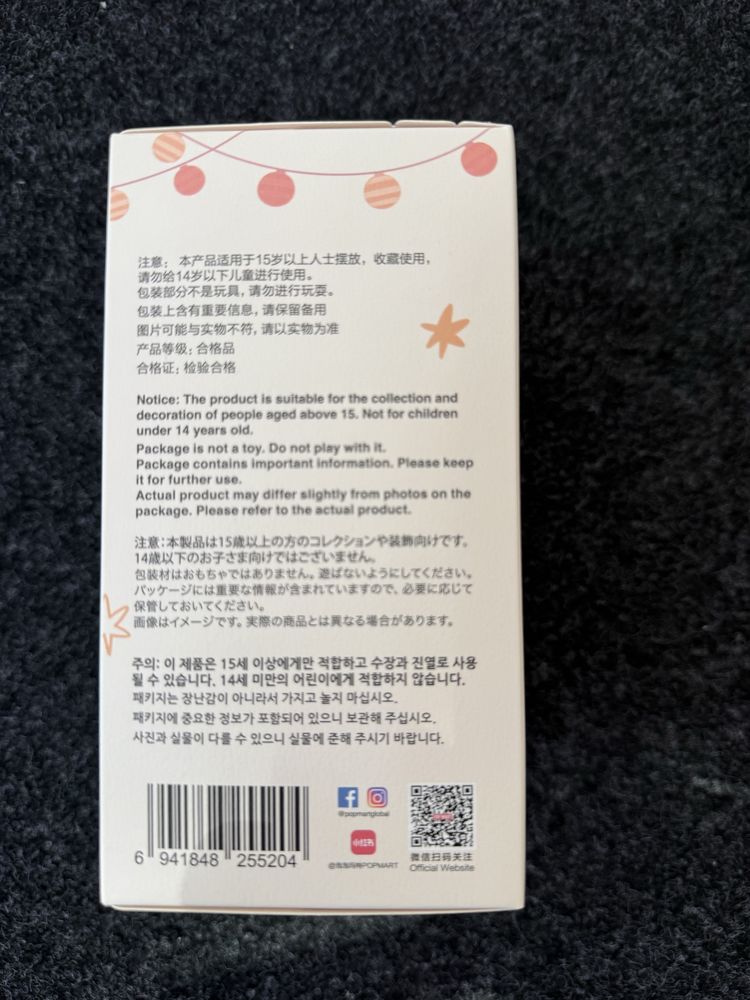 注意： 本产品适用于15岁以上人士摆放，收藏使用，
请勿给14岁以下儿童进行使用。
包装部分不是玩具，请勿进行玩耍。
包装上含有重要信息，请保留备用
图片可能与实物不符，请以实物为准
产品等级：合格品
合格证：检验合格
Notice: The product is suitable for the collection and
decoration of people aged above 15. Not for children
under 14 years old.
Package is not a toy. Do not play with it.
Package contains important information. Please keep
it for further use.
Actual product may differ slightly from photos on the
package. Please refer to the actual product.
注意：本製品は15歳以上の方のコレクションや装飾向けです。
14歳以下のお子さま向けではございません。
包装材はおもちゃではありません。遊ばないようにしてください。
パッケージには重要な情報が含まれていますので、必要に応じて
保管しておいてください。
画像はイメージです。実際の商品とは異なる場合があります。
주의: 이 제품은 15세 이상에게만 적합하고 수장과 진열로 사용
될 수 있습니다. 14세 미만의 어린이에게 적합하지 않습니다.
패키지는 장난감이 아니라서 가지고 놀지 마십시오.
패키지에 중요한 정보가 포함되어 있으니 보관해 주십시오.
사진과 실물이 다를 수 있으니 실물에 준해 주시기 바랍니다.
6 941848 255204
@popmartglobal
小红书
@泡泡玛特POPMART
微信扫码关注
Official Website